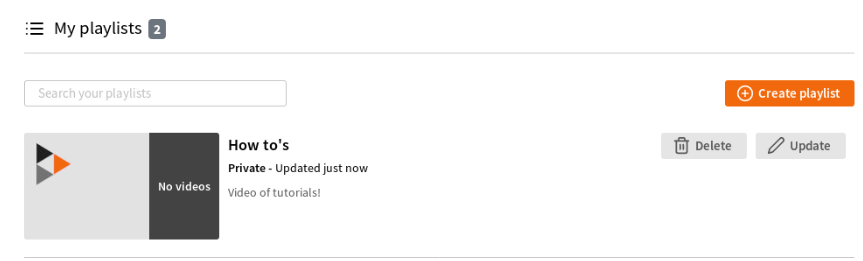 My playlists 2
Search your playlists
Create playlist
No videos
How to's
Private - Updated just now
Video of tutorials!
Delete
Update